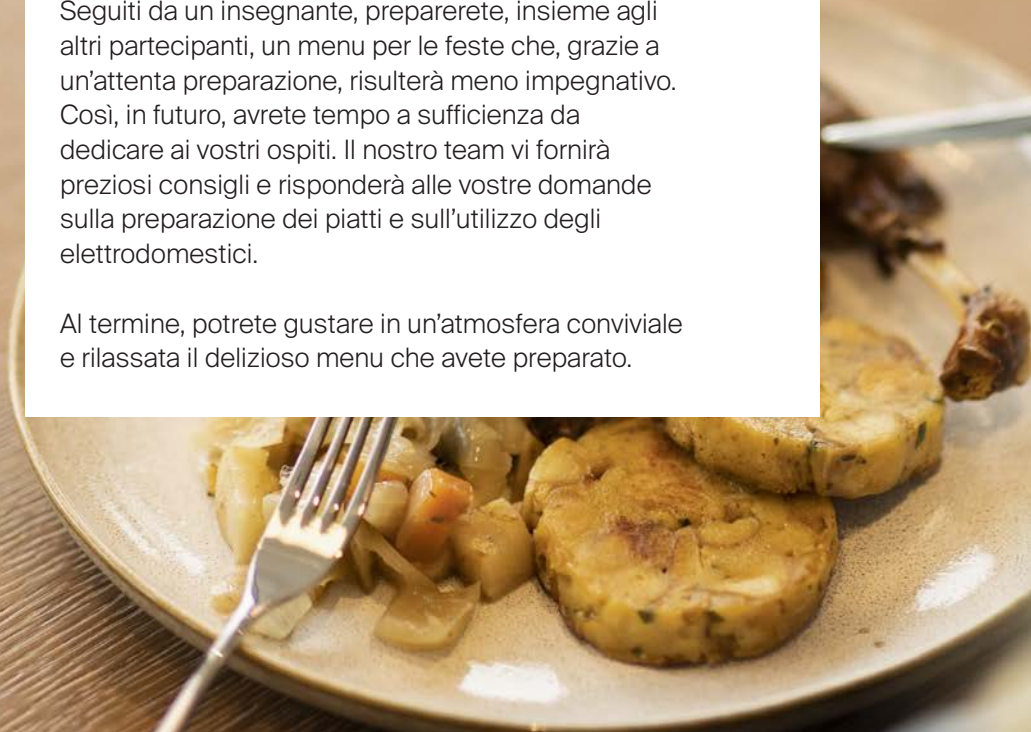 Seguiti da un insegnante, preparerete, insieme agli
altri partecipanti, un menu per le feste che, grazie a
un’attenta preparazione, risulterà meno impegnativo.
Così, in futuro, avrete tempo a sufficienza da
dedicare ai vostri ospiti. Il nostro team vi fornirà
preziosi consigli e risponderà alle vostre domande
sulla preparazione dei piatti e sull’utilizzo degli
elettrodomestici.
Al termine, potrete gustare in un’atmosfera conviviale
e rilassata il delizioso menu che avete preparato.